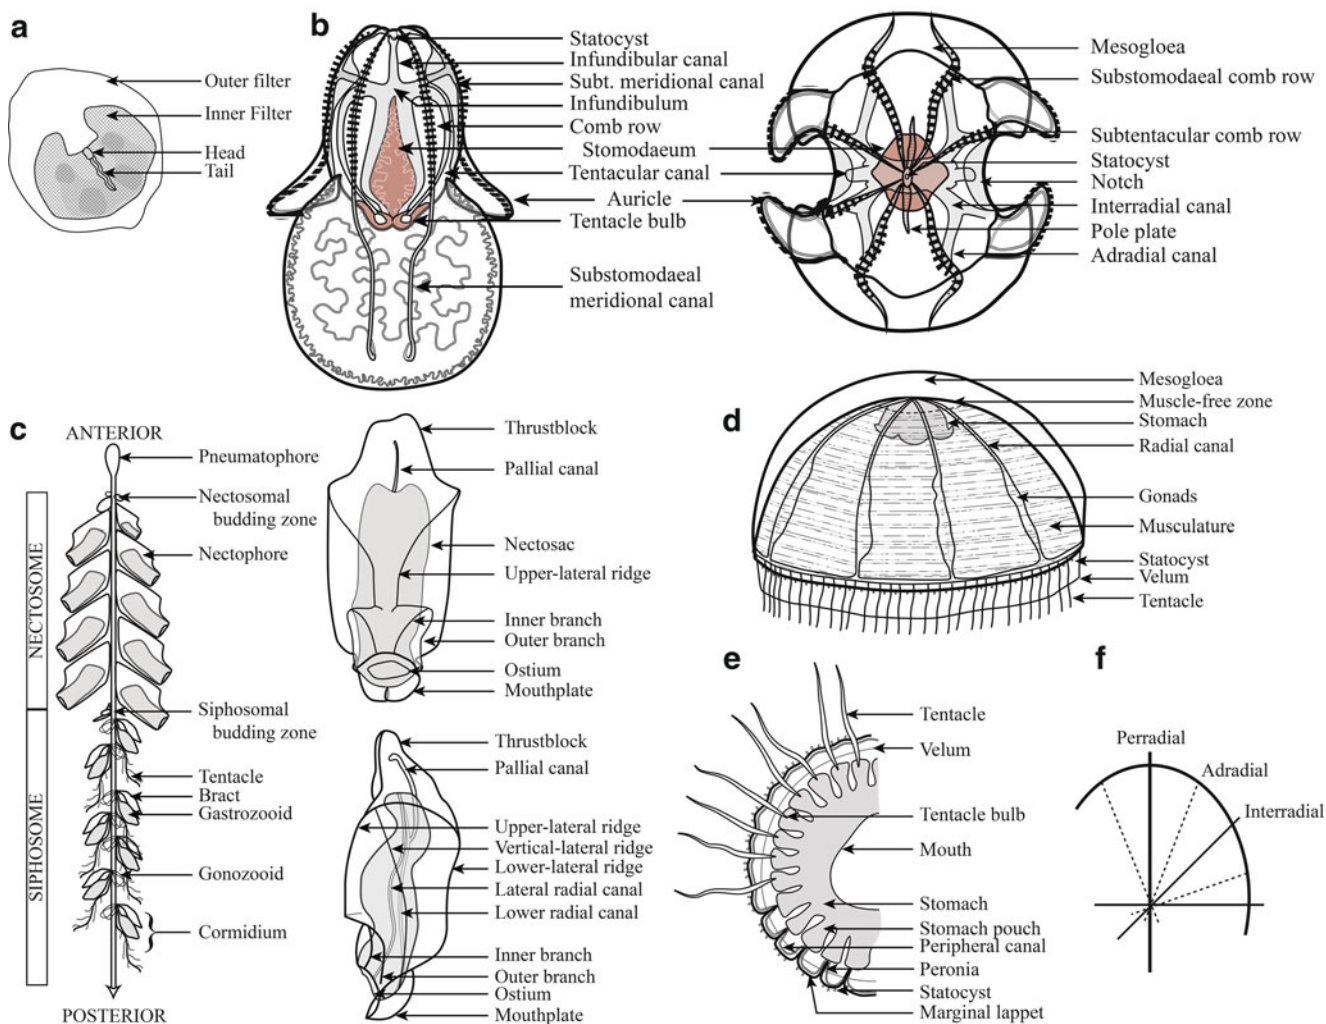 a
Outer filter
Inner Filter
Head
Tail
b
Statocyst
Infundibular canal
Subt. meridional canal
Infundibulum
Comb row
Stomodaeum
Tentacular canal
Auricle
Tentacle bulb
Substomodaeal
meridional canal
Mesogloea
Substomodaeal comb row
Subtentacular comb row
Statocyst
Notch
Interradial canal
Pole plate
Adradial canal
c
ANTERIOR
Pneumatophore
Nectosomal
budding zone
Nectophore
NECTOSOME
Siphosomal
budding zone
Tentacle
Bract
Gastrozooid
Gonozooid
Cormidium
SIPHOSOME
POSTERIOR
Thrustblock
Pallial canal
Nectosac
Upper-lateral ridge
Inner branch
Outer branch
Ostium
Mouthplate
Thrustblock
Pallial canal
Upper-lateral ridge
Vertical-lateral ridge
Lower-lateral ridge
Lateral radial canal
Lower radial canal
Inner branch
Outer branch
Ostium
Mouthplate
d
Mesogloea
Muscle-free zone
Stomach
Radial canal
Gonads
Musculature
Statocyst
Velum
Tentacle
e
Tentacle
Velum
Tentacle bulb
Mouth
Stomach
Stomach pouch
Peripheral canal
Peronia
Statocyst
Marginal lappet
f
Perradial
Adradial
Interradial